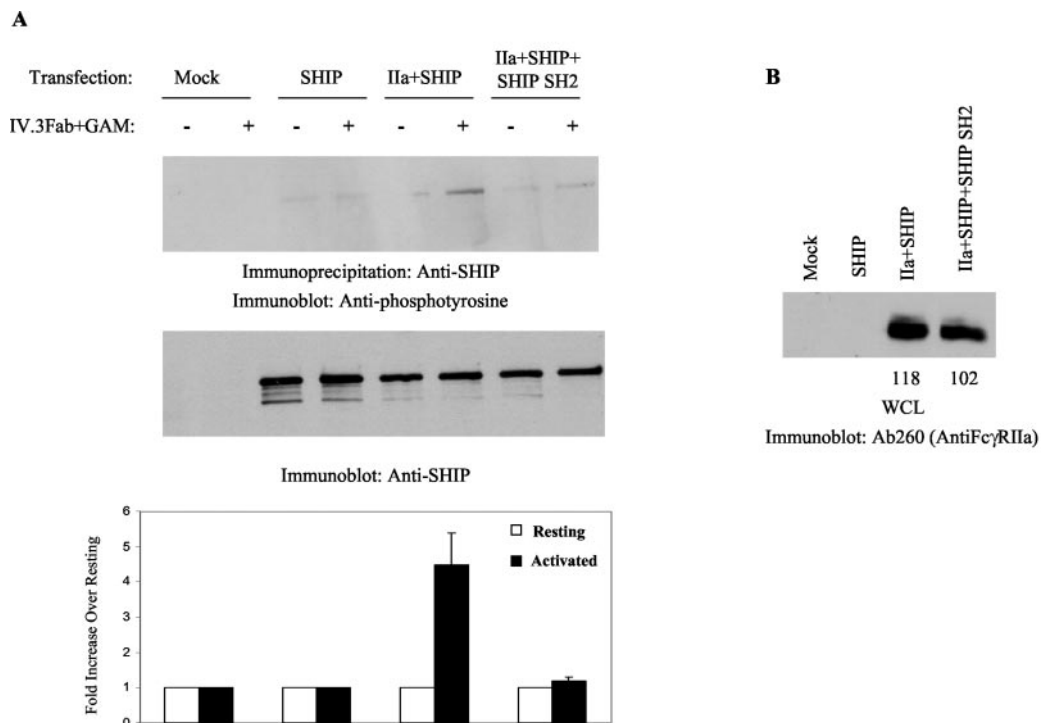 A
Transfection: Mock SHIP IIa+SHIP IIa+SHIP+
SHIP SH2
IV.3Fab+GAM: - + - + - + - +
Immunoprecipitation: Anti-SHIP
Immunoblot: Anti-phosphotyrosine
Immunoblot: Anti-SHIP
Fold Increase Over Resting
6
5
4
3
2
1
0
Resting
Activated
B
Mock
SHIP
IIa+SHIP
IIa+SHIP+SHIP SH2
118 102
WCL
Immunoblot: Ab260 (AntiFcγRIIa)